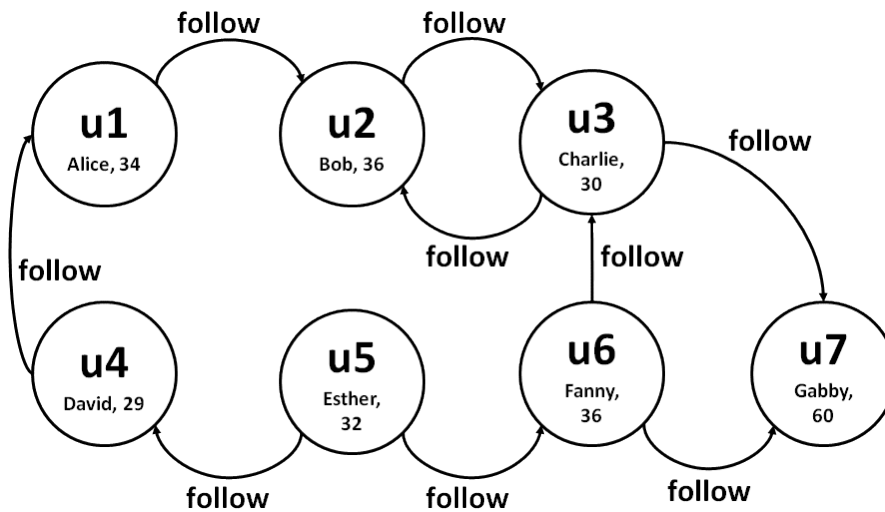 follow
follow
u1
Alice, 34
u2
Bob, 36
u3
Charlie,
30
follow
follow
follow
follow
u4
David, 29
u5
Esther,
32
u6
Fanny,
36
u7
Gabby,
60
follow
follow
follow